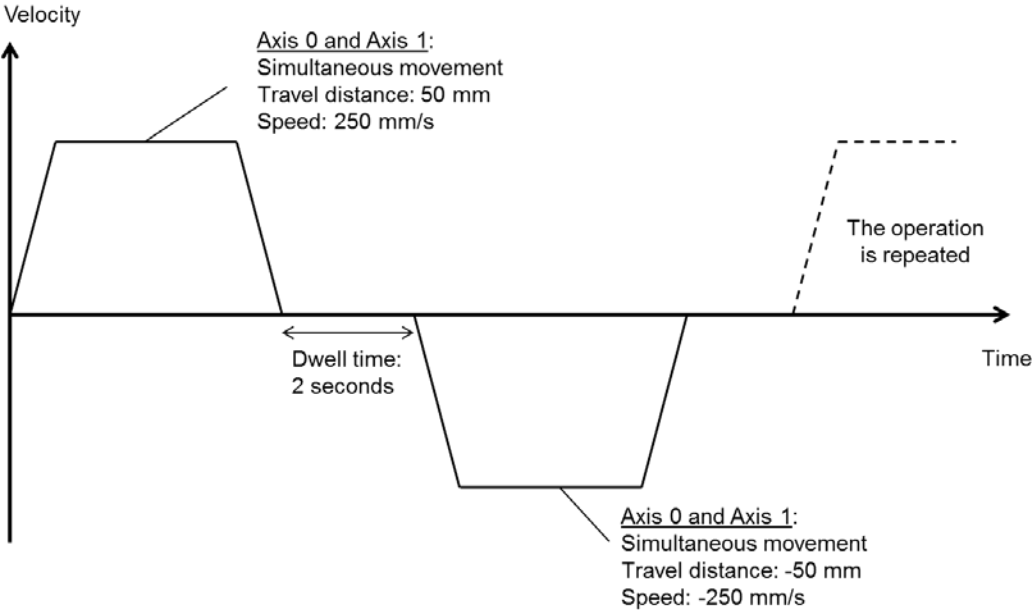 Velocity
Axis 0 and Axis 1:
Simultaneous movement
Travel distance: 50 mm
Speed: 250 mm/s
The operation
is repeated
Dwell time:
2 seconds
Time
Axis 0 and Axis 1:
Simultaneous movement
Travel distance: -50 mm
Speed: -250 mm/s